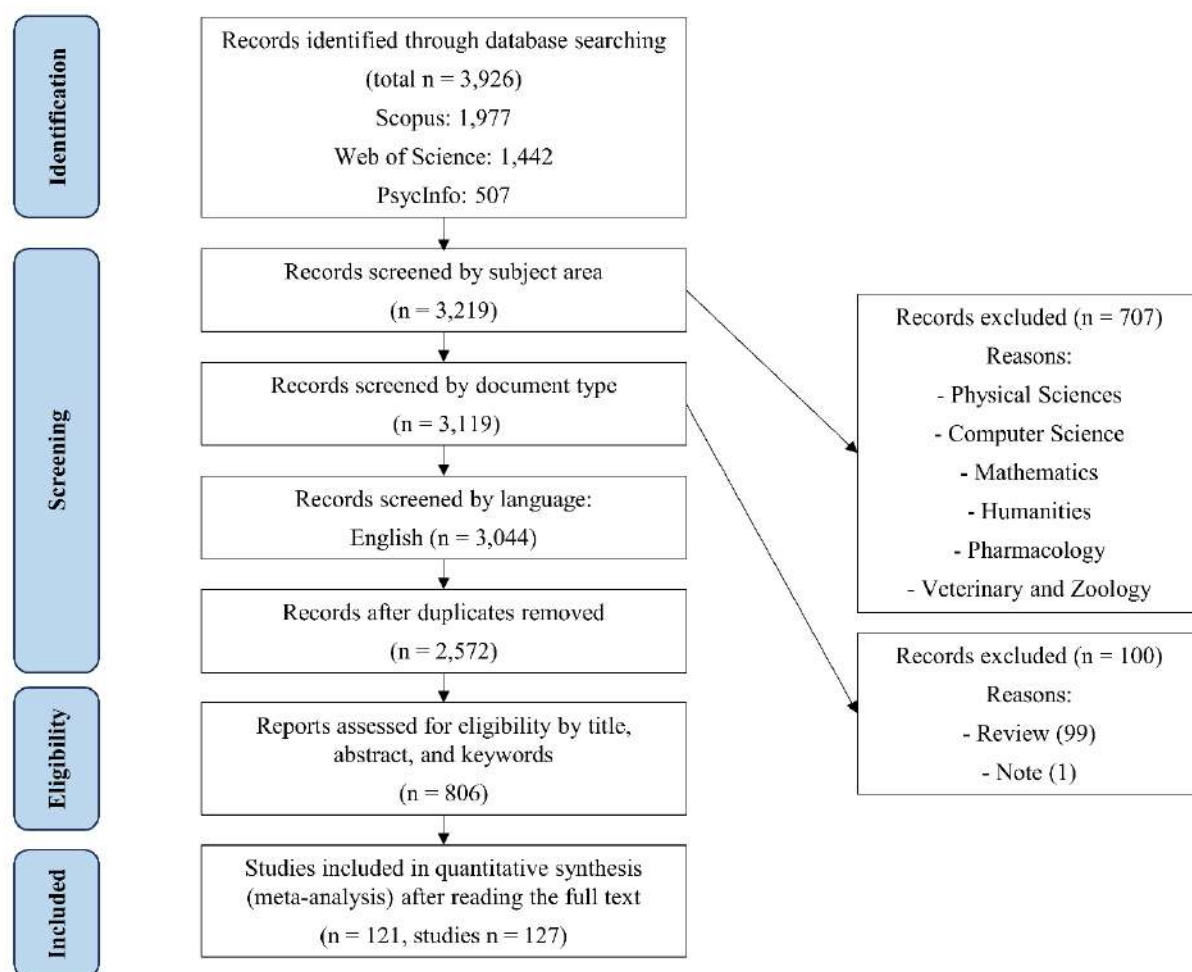 Identification
Records identified through database searching
(total n = 3,926)
Scopus: 1,977
Web of Science: 1,442
PsycInfo: 507
Screening
Records screened by subject area
(n = 3,219)
Records screened by document type
(n = 3,119)
Records screened by language:
English (n = 3,044)
Records after duplicates removed
(n = 2,572)
Records excluded (n = 707)
Reasons:
- Physical Sciences
- Computer Science
- Mathematics
- Humanities
- Pharmacology
- Veterinary and Zoology
Records excluded (n = 100)
Reasons:
- Review (99)
- Note (1)
Eligibility
Reports assessed for eligibility by title,
abstract, and keywords
(n = 806)
Included
Studies included in quantitative synthesis
(meta-analysis) after reading the full text
(n = 121, studies n = 127)